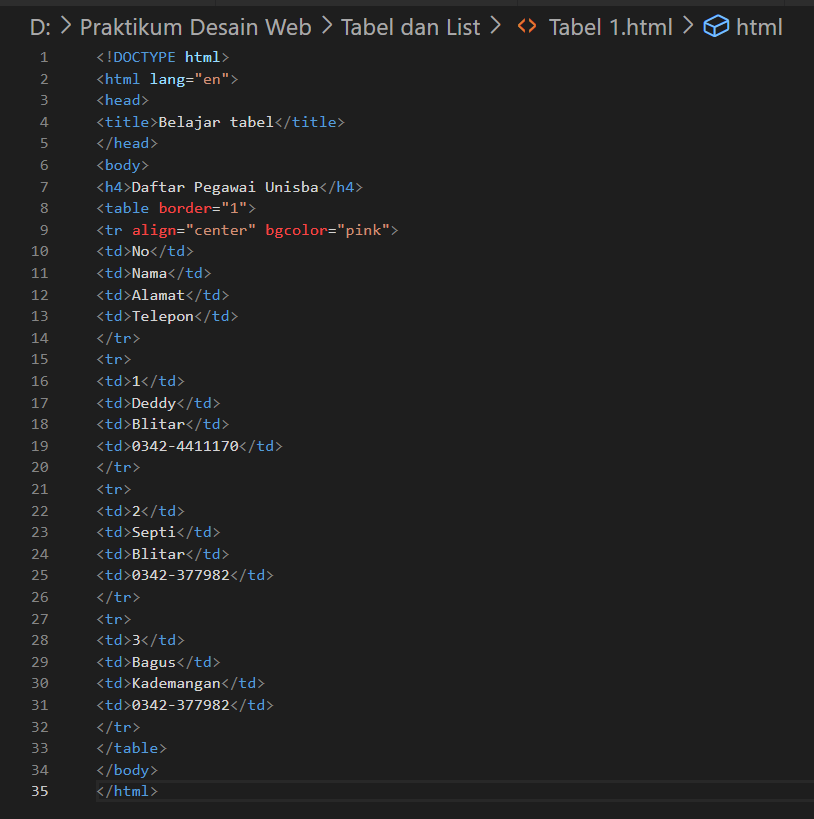 D: > Praktikum Desain Web > Tabel dan List > <> Tabel 1.html > html
1 <!DOCTYPE html>
2 <html lang="en">
3 <head>
4 <title>Belajar tabel</title>
5 </head>
6 <body>
7 <h4>Daftar Pegawai Unisba</h4>
8 <table border="1">
9 <tr align="center" bgcolor="pink">
10 <td>No</td>
11 <td>Nama</td>
12 <td>Alamat</td>
13 <td>Telepon</td>
14 </tr>
15 <tr>
16 <td>1</td>
17 <td>Deddy</td>
18 <td>Blitar</td>
19 <td>0342-4411170</td>
20 </tr>
21 <tr>
22 <td>2</td>
23 <td>Septi</td>
24 <td>Blitar</td>
25 <td>0342-377982</td>
26 </tr>
27 <tr>
28 <td>3</td>
29 <td>Bagus</td>
30 <td>Kademangan</td>
31 <td>0342-377982</td>
32 </tr>
33 </table>
34 </body>
35 </html>